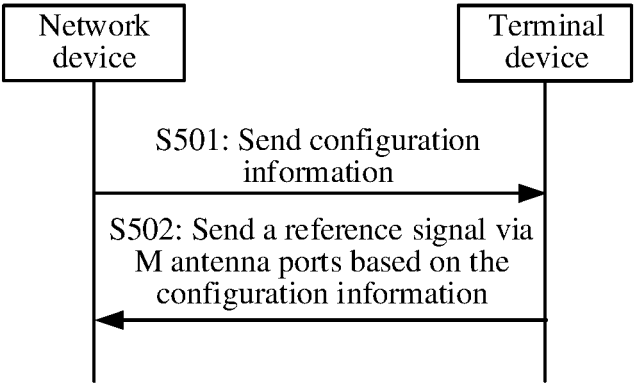 Network
device
Terminal
device
S501: Send configuration
information
S502: Send a reference signal via
M antenna ports based on the
configuration information